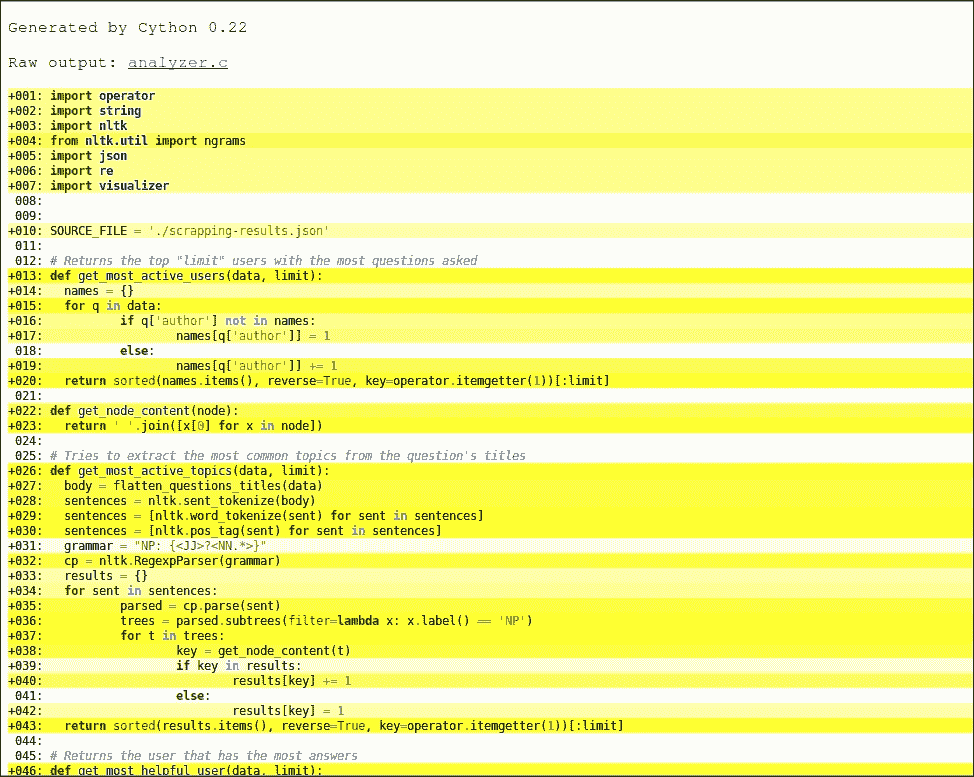 Generated by Cython 0.22
Raw output: analyzer.c
+001: import operator
+002: import string
+003: import nltk
+004: from nltk.util import ngrams
+005: import json
+006: import re
+007: import visualizer
008:
009:
+010: SOURCE_FILE = './scrapping-results.json'
011:
012: # Returns the top "limit" users with the most questions asked
+013: def get_most_active_users(data, limit):
+014:   names = {}
+015:   for q in data:
+016:           if q['author'] not in names:
+017:                   names[q['author']] = 1
018:           else:
+019:                   names[q['author']] += 1
+020:   return sorted(names.items(), reverse=True, key=operator.itemgetter(1))[:limit]
021:
+022: def get_node_content(node):
+023:   return ' '.join([x[0] for x in node])
024:
025: # Tries to extract the most common topics from the question's titles
+026: def get_most_active_topics(data, limit):
+027:   body = flatten_questions_titles(data)
+028:   sentences = nltk.sent_tokenize(body)
+029:   sentences = [nltk.word_tokenize(sent) for sent in sentences]
+030:   sentences = [nltk.pos_tag(sent) for sent in sentences]
+031:   grammar = "NP: {<JJ>?<NN.*>}"
+032:   cp = nltk.RegexpParser(grammar)
+033:   results = {}
+034:   for sent in sentences:
+035:           parsed = cp.parse(sent)
+036:           trees = parsed.subtrees(filter=lambda x: x.label() == 'NP')
+037:           for t in trees:
+038:                   key = get_node_content(t)
+039:                   if key in results:
+040:                           results[key] += 1
041:                   else:
+042:                           results[key] = 1
+043:   return sorted(results.items(), reverse=True, key=operator.itemgetter(1))[:limit]
044:
045: # Returns the user that has the most answers
+046: def get_most_helpful_user(data, limit):